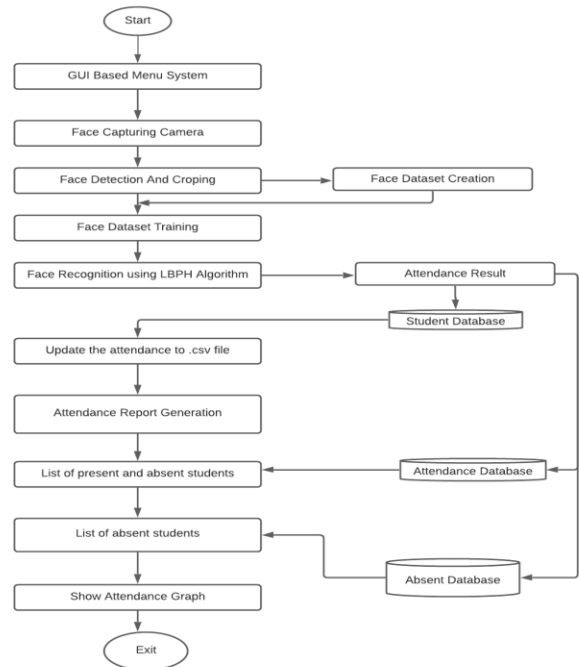 Start
GUI Based Menu System
Face Capturing Camera
Face Detection And Croping
Face Dataset Creation
Face Dataset Training
Face Recognition using LBPH Algorithm
Attendance Result
Student Database
Update the attendance to .csv file
Attendance Report Generation
List of present and absent students
Attendance Database
List of absent students
Absent Database
Show Attendance Graph
Exit